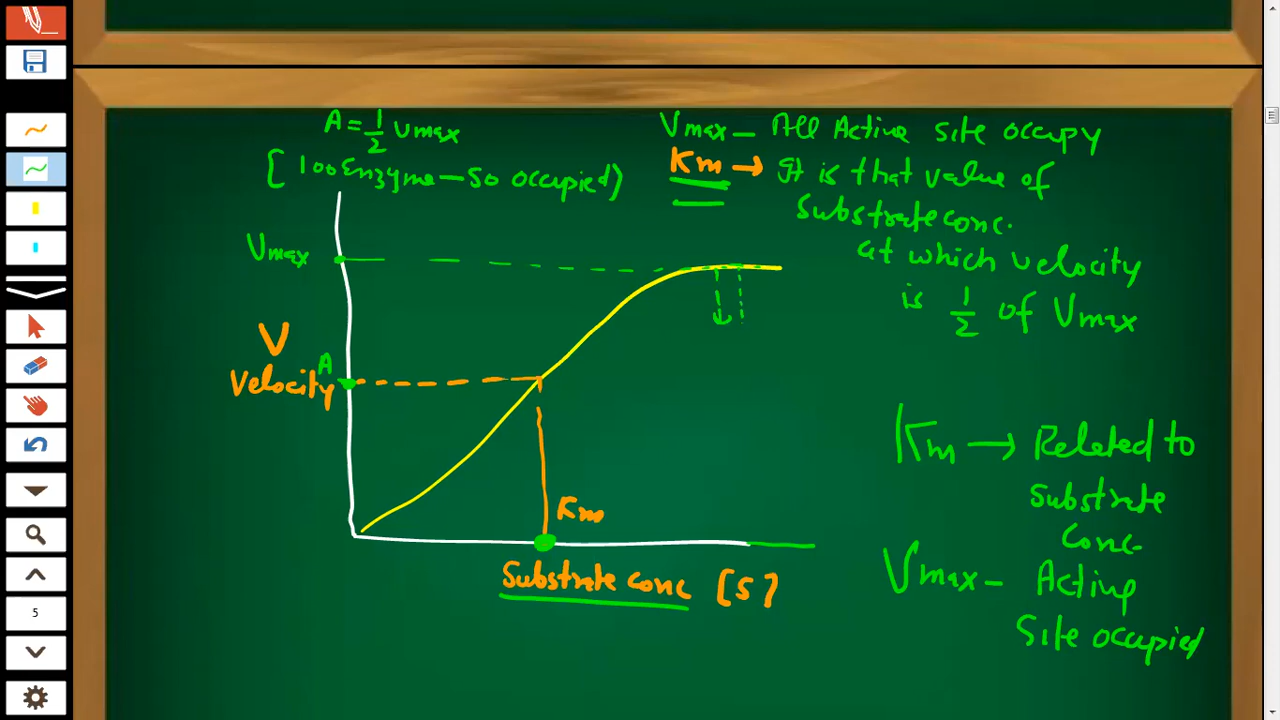 A = 1/2 Vmax
[ 100 Enzyme - 50 occupied)
Vmax - All Active site occupy
Km → It is that value of
Substrate conc.
at which velocity
is 1/2 of Vmax
Vmax
V
Velocity
A
Km
Substrate conc [S]
Km → Related to
Substrate
Conc.
Vmax - Active
Site occupied
5